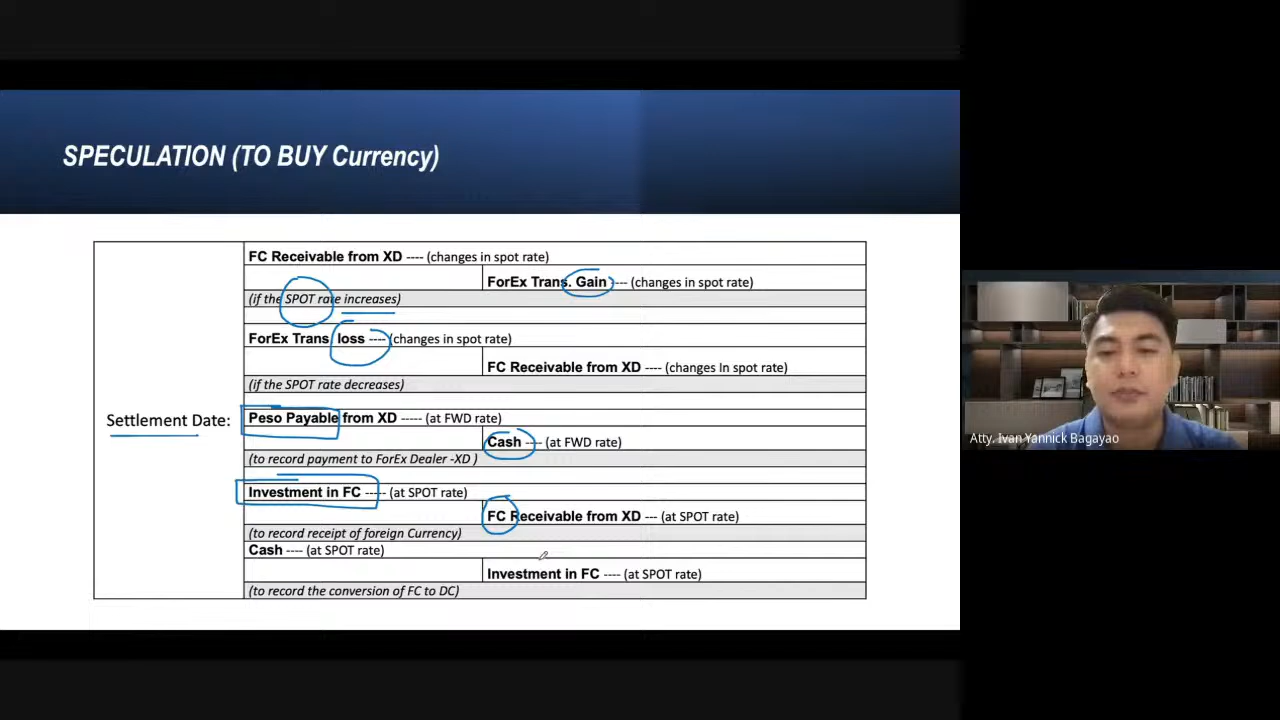 SPECULATION (TO BUY Currency)
FC Receivable from XD ---- (changes in spot rate)
ForEx Trans. Gain ---- (changes in spot rate)
(if the SPOT rate increases)
ForEx Trans. loss ---- (changes in spot rate)
FC Receivable from XD ---- (changes In spot rate)
(if the SPOT rate decreases)
Settlement Date:
Peso Payable from XD ----- (at FWD rate)
Cash ---- (at FWD rate)
(to record payment to ForEx Dealer -XD )
Investment in FC ----- (at SPOT rate)
FC Receivable from XD --- (at SPOT rate)
(to record receipt of foreign Currency)
Cash ---- (at SPOT rate)
Investment in FC ---- (at SPOT rate)
(to record the conversion of FC to DC)
Atty. Ivan Yannick Bagayao